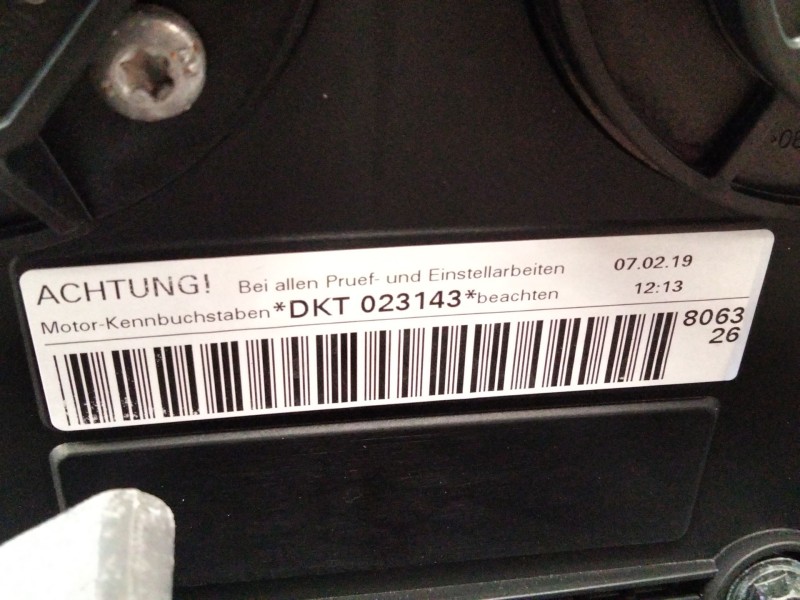 ACHTUNG! Bei allen Pruef- und Einstellarbeiten 07.02.19
Motor-Kennbuchstaben *DKT 023143* beachten 12:13
8063
26